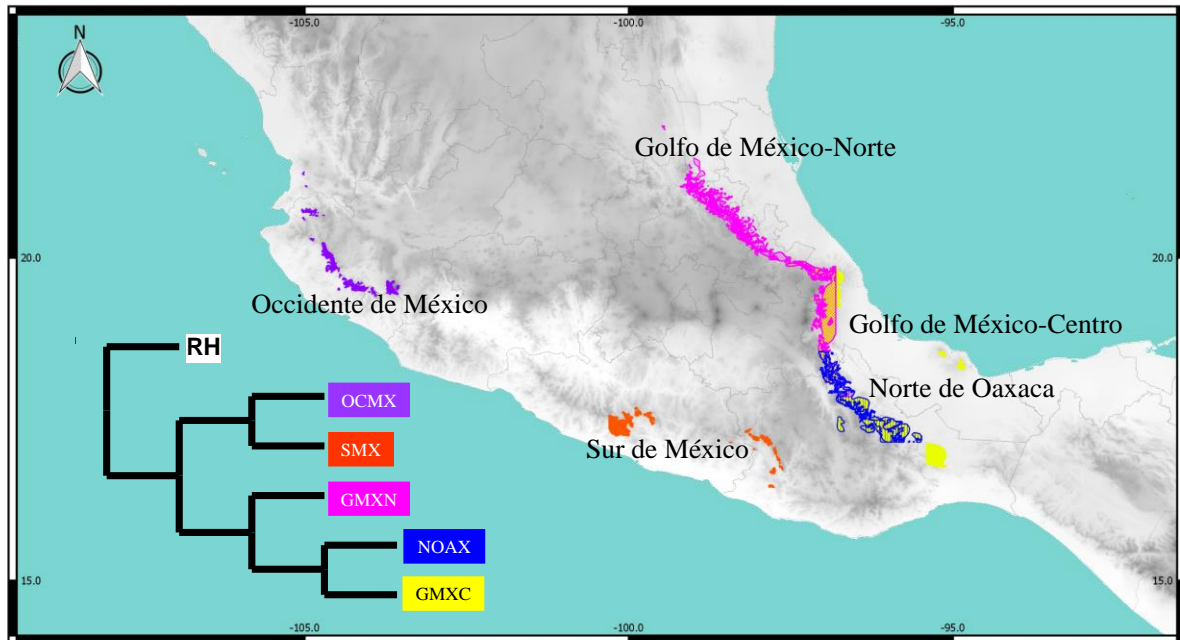 -105.0
-100.0
-95.0
N
Golfo de México-Norte
20.0
20.0
Occidente de México
Golfo de México-Centro
RH
Norte de Oaxaca
OCMX
SMX
Sur de México
GMXN
NOAX
15.0
15.0
GMXC
-105.0
-100.0
-95.0